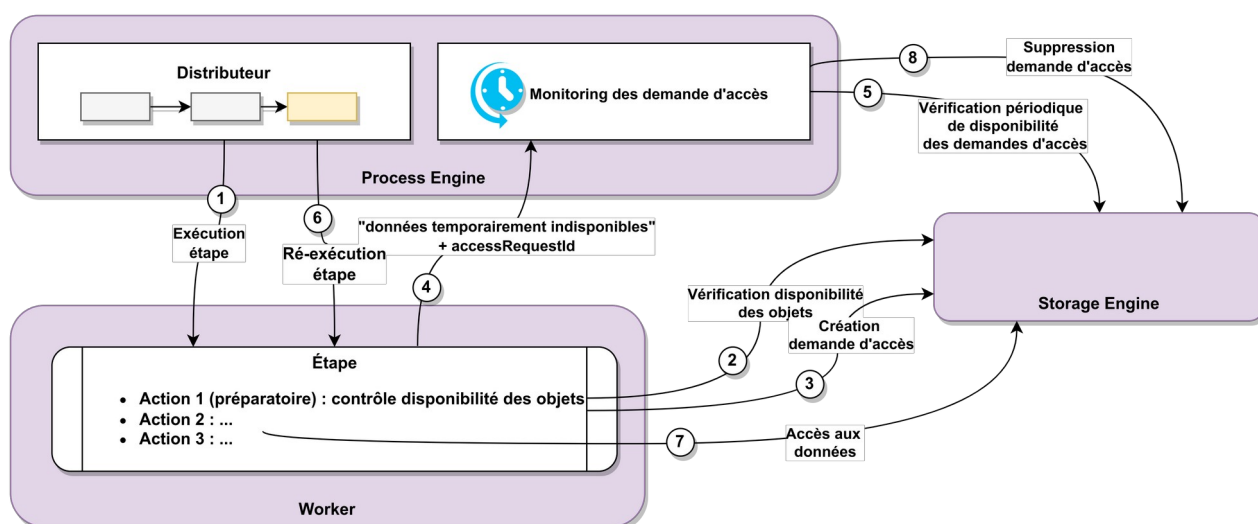 Distributeur
Monitoring des demande d'accès
Process Engine
8
Suppression
demande d'accès
5
Vérification périodique
de disponibilité
des demandes d'accès
1
Exécution
étape
6
Ré-exécution
étape
"données temporairement indisponibles"
+ accessRequestId
4
Vérification disponibilité
des objets
2
Création
demande d'accès
3
Storage Engine
Étape
• Action 1 (préparatoire) : contrôle disponibilité des objets
• Action 2 : ...
• Action 3 : ...
7
Accès aux
données
Worker